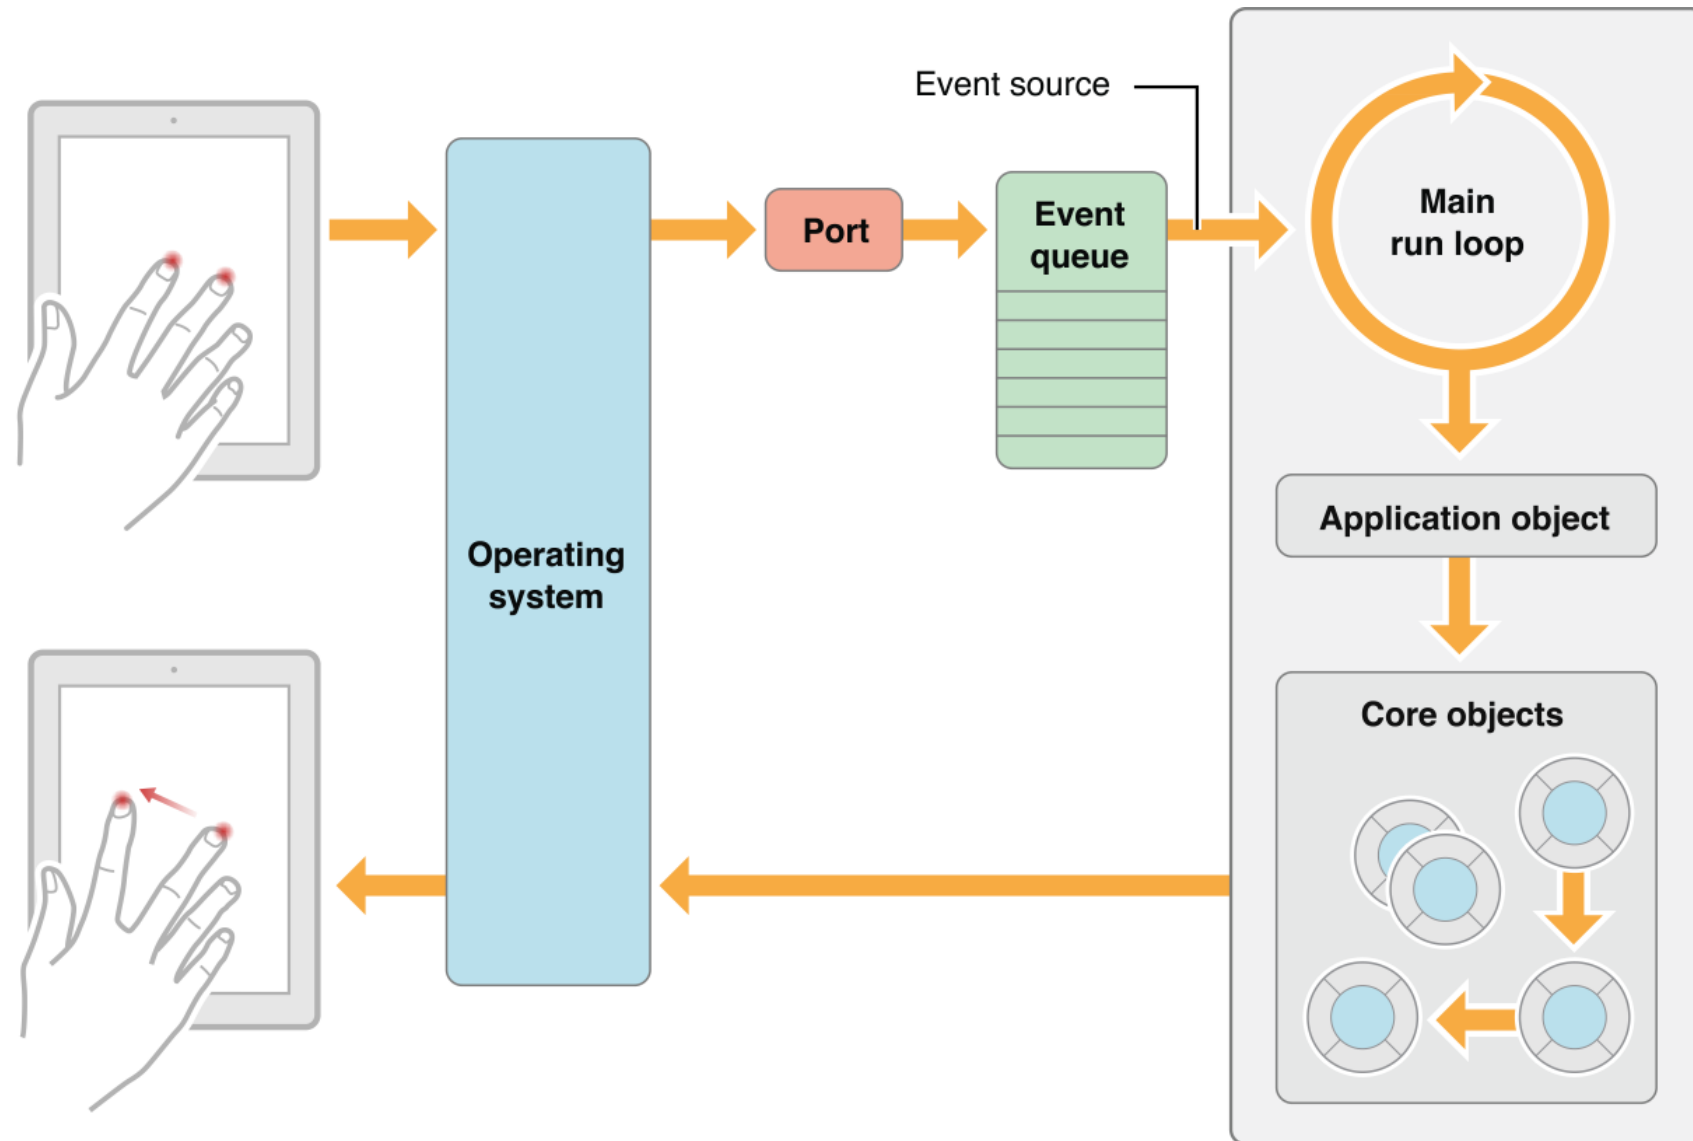 Event source
Port
Event
queue
Main
run loop
Operating
system
Application object
Core objects